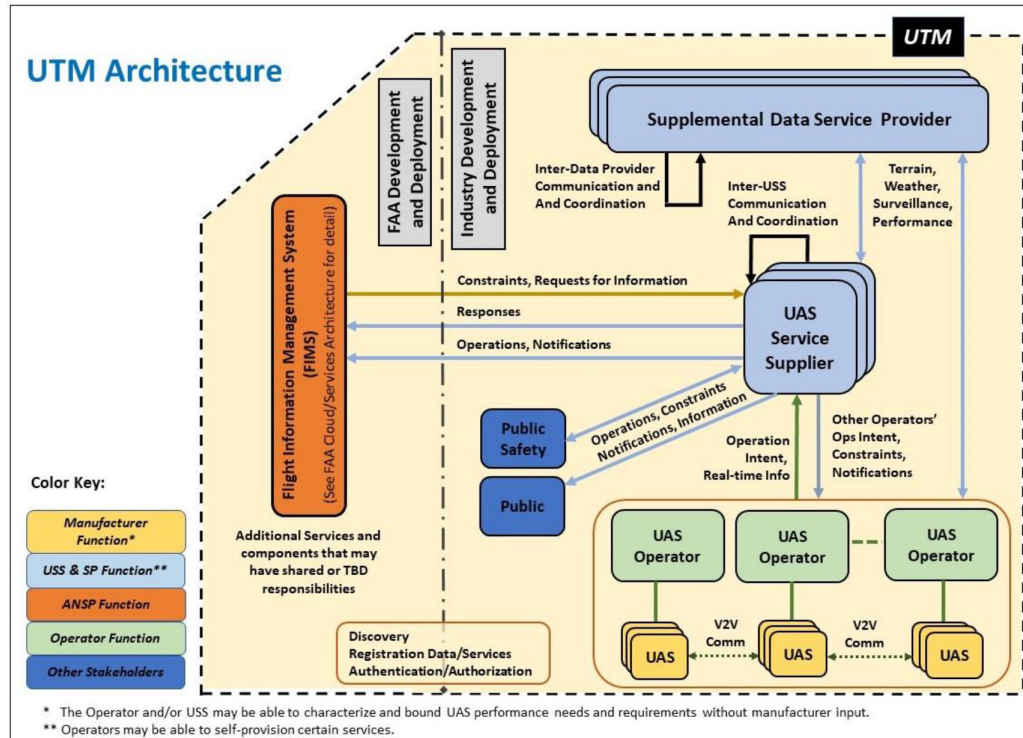 UTM
UTM Architecture
FAA Development
and Deployment
Industry Development
and Deployment
Supplemental Data Service Provider
Inter-Data Provider
Communication and
And Coordination
Inter-USS
Communication
And Coordination
Terrain,
Weather,
Surveillance,
Performance
Flight Information Management System
(FIMS)
(See FAA Cloud/Services Architecture for detail)
Constraints, Requests for Information
Responses
Operations, Notifications
UAS
Service
Supplier
Operations, Constraints
Notifications, Information
Public
Safety
Public
Operation
Intent,
Real-time Info
Other Operators'
Ops Intent,
Constraints,
Notifications
Color Key:
Manufacturer
Function*
USS & SP Function**
ANSP Function
Operator Function
Other Stakeholders
Additional Services and
components that may
have shared or TBD
responsibilities
Discovery
Registration Data/Services
Authentication/Authorization
UAS
Operator
UAS
Operator
UAS
Operator
V2V
Comm
V2V
Comm
UAS
UAS
UAS
* The Operator and/or USS may be able to characterize and bound UAS performance needs and requirements without manufacturer input.
** Operators may be able to self-provision certain services.